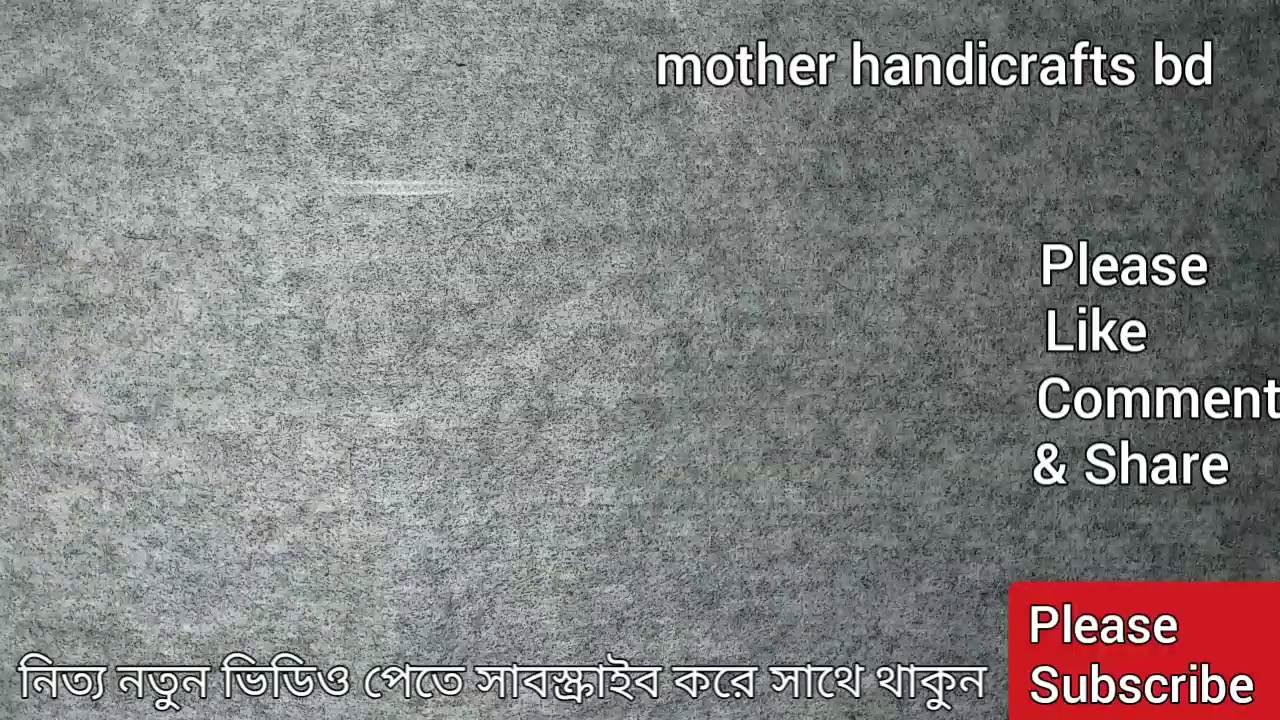 mother handicrafts bd
Please
Like
Comment
& Share
Please
Subscribe
নিত্য নতুন ভিডিও পেতে সাবস্ক্রাইব করে সাথে থাকুন